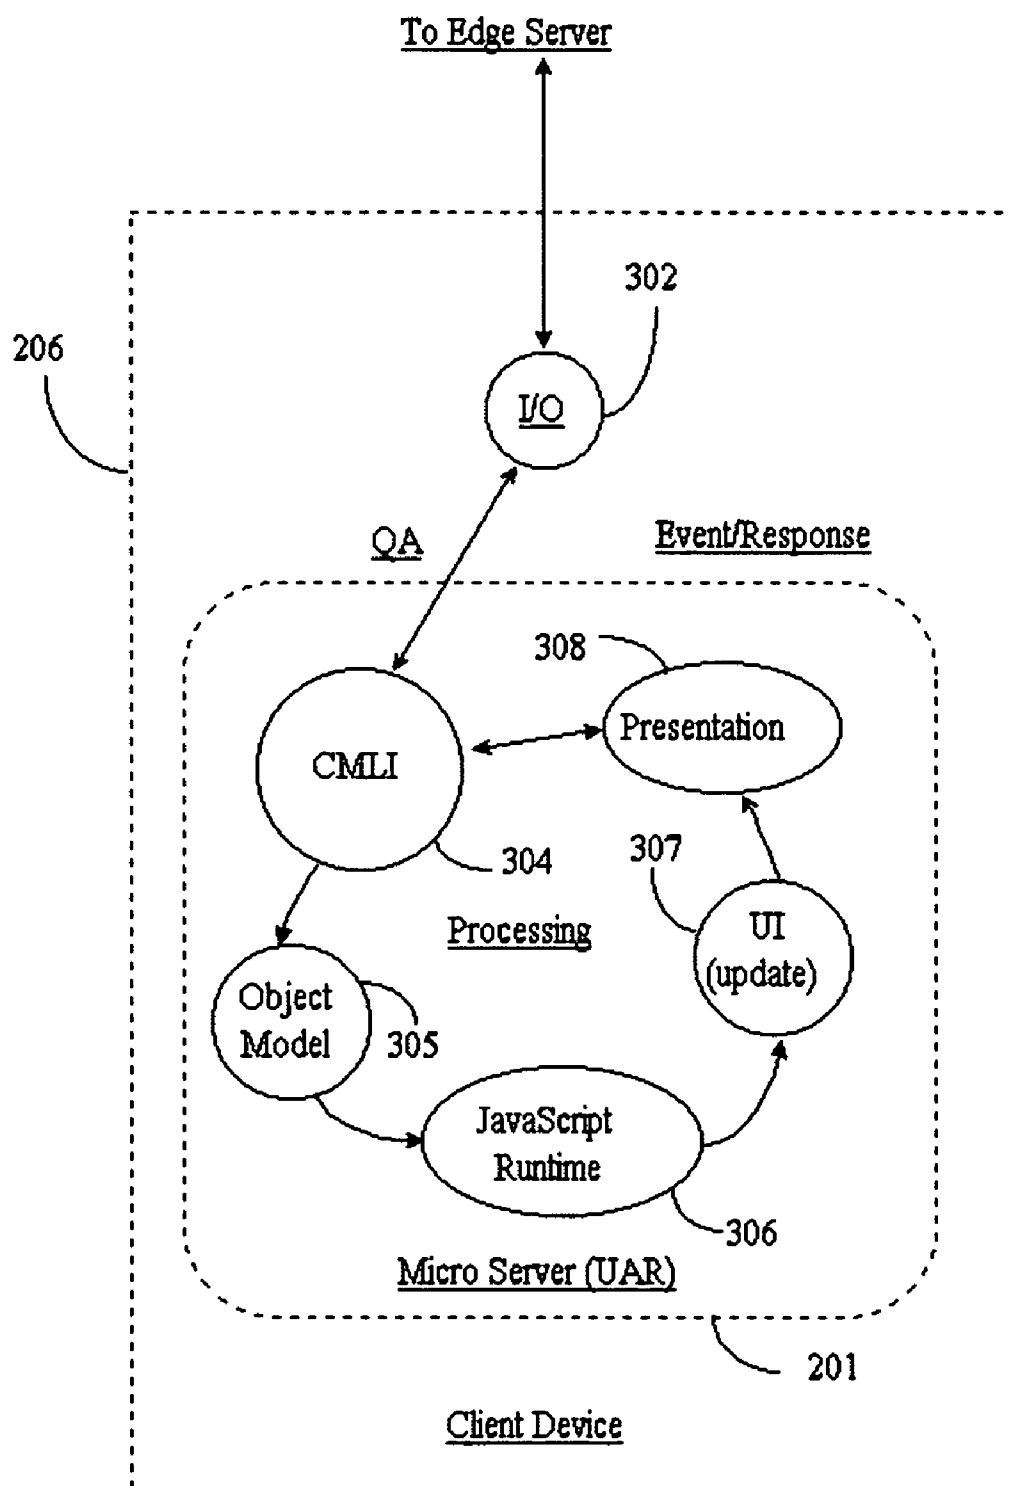 To Edge Server
302
206
I/O
Event/Response
QA
308
Presentation
CMLI
307
304
UI
(update)
Processing
Object
Model
305
JavaScript
Runtime
306
Micro Server (UAR)
201
Client Device